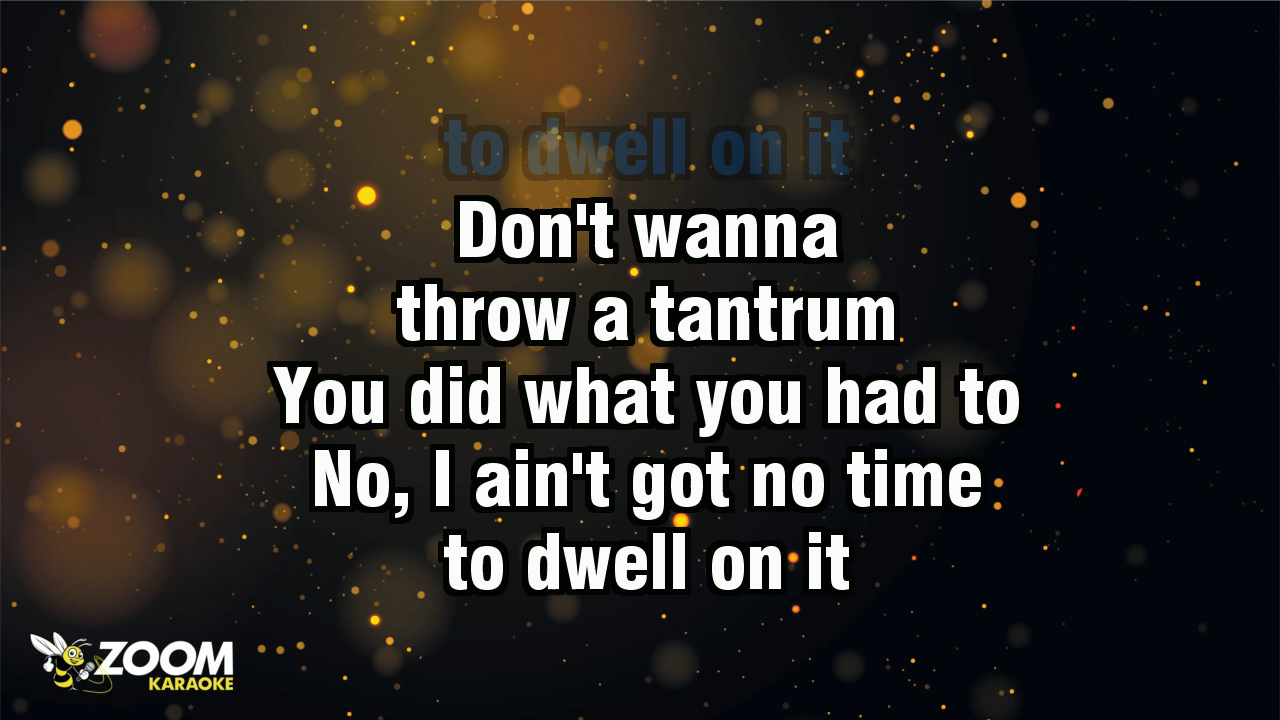 to dwell on it
Don't wanna
throw a tantrum
You did what you had to
No, I ain't got no time
to dwell on it
ZOOM
KARAOKE